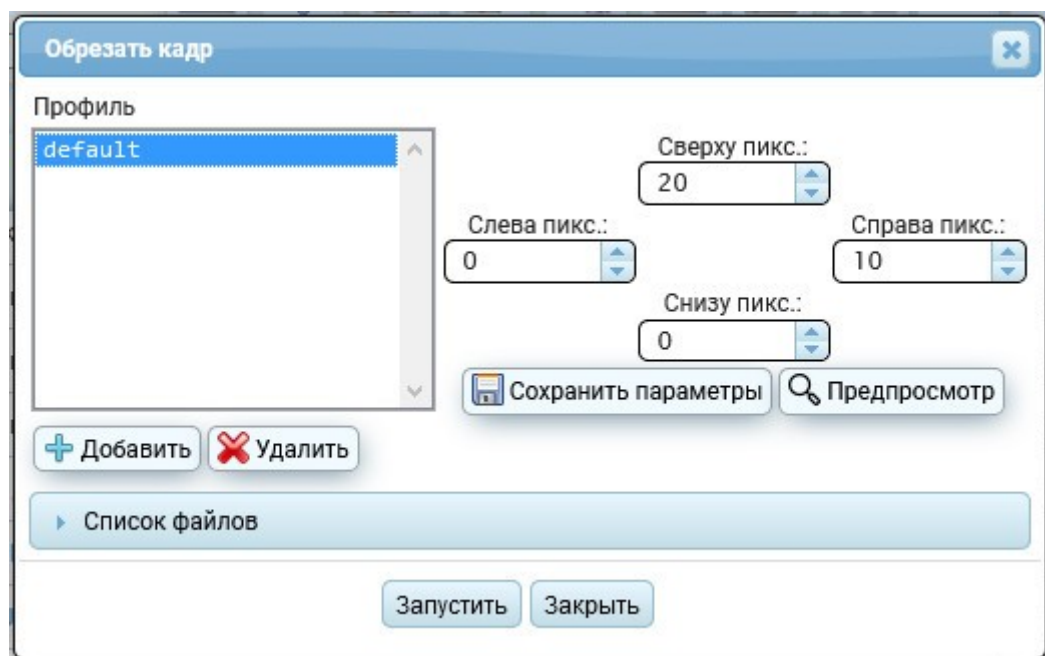 Обрезать кадр
Профиль
default
Сверху пикс.:
20
Слева пикс.:
0
Справа пикс.:
10
Снизу пикс.:
0
Сохранить параметры
Предпросмотр
Добавить
Удалить
Список файлов
Запустить
Закрыть